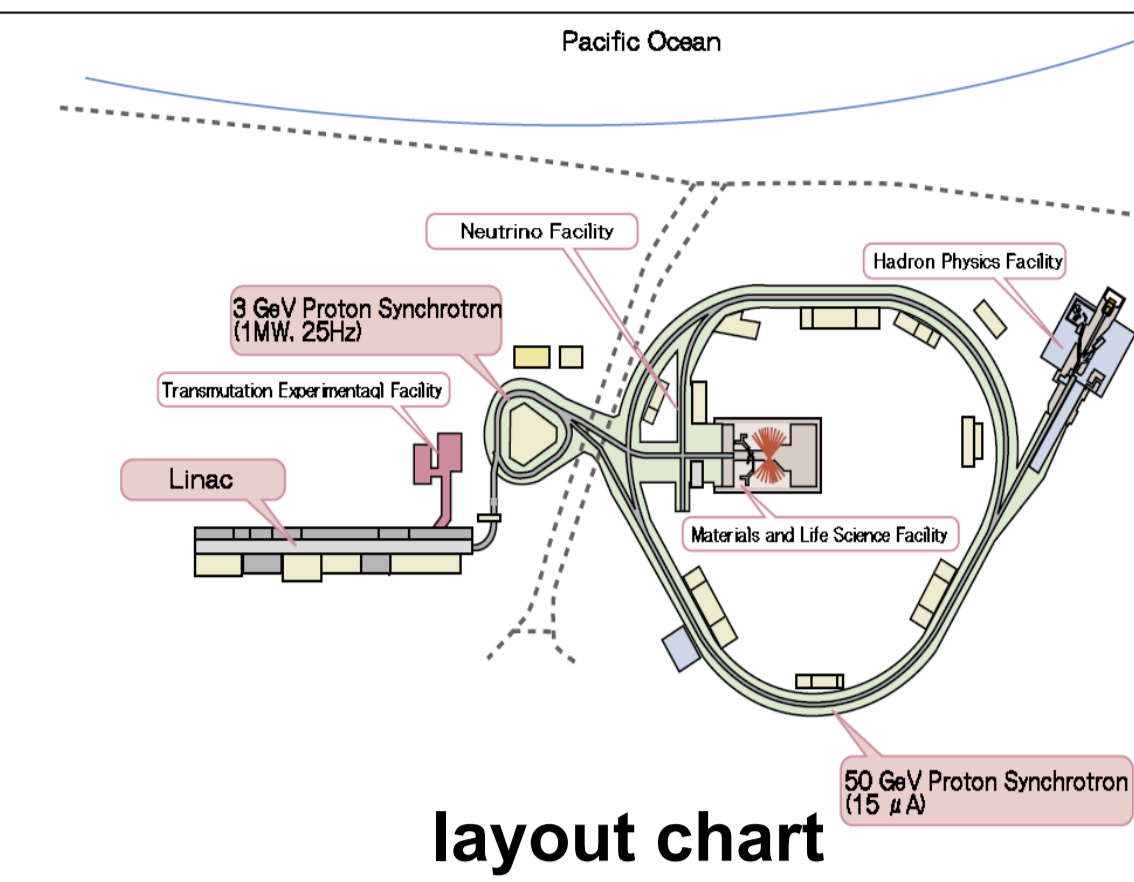 Pacific Ocean
Neutrino Facility
Hadron Physics Facility
3 GeV Proton Synchrotron
(1MW, 25Hz)
Transmutation Experimentaql Facility
Linac
Materials and Life Science Facility
50 GeV Proton Synchrotron
(15 μA)
layout chart